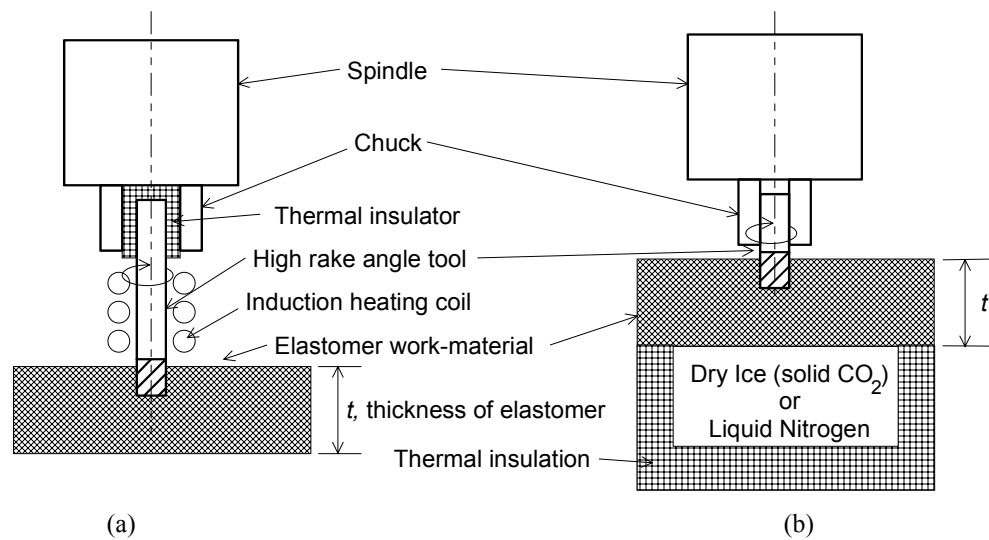 Spindle
Chuck
Thermal insulator
High rake angle tool
Induction heating coil
Elastomer work-material
t, thickness of elastomer
Thermal insulation
Dry Ice (solid CO2)
or
Liquid Nitrogen
t
(a)
(b)